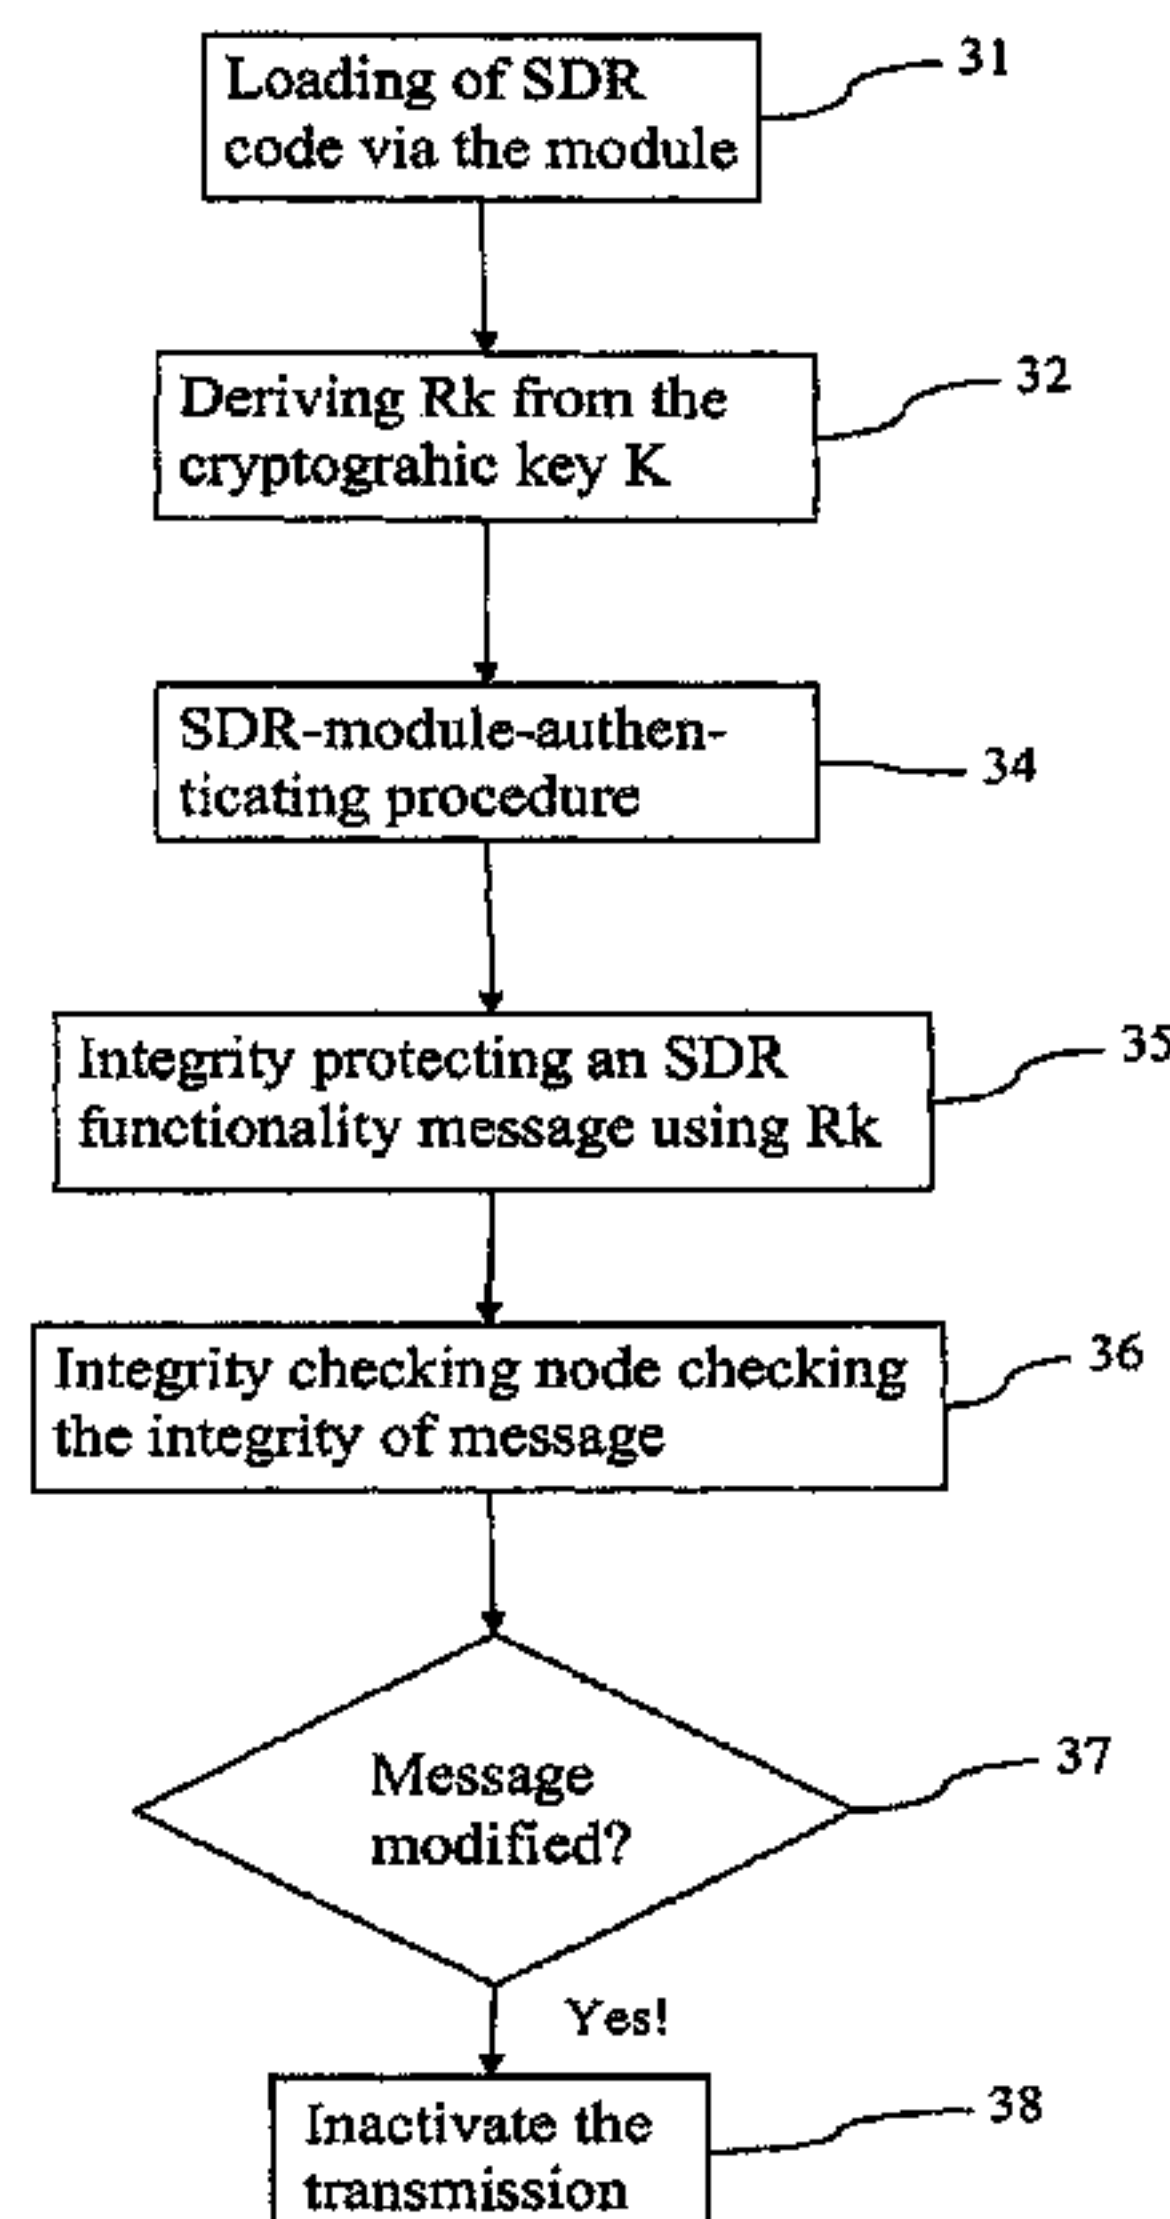 Loading of SDR
code via the module
31
Deriving Rk from the
cryptograhic key K
32
SDR-module-authen-
ticating procedure
34
Integrity protecting an SDR
functionality message using Rk
35
Integrity checking node checking
the integrity of message
36
Message
modified?
37
Yes!
Inactivate the
transmission
38